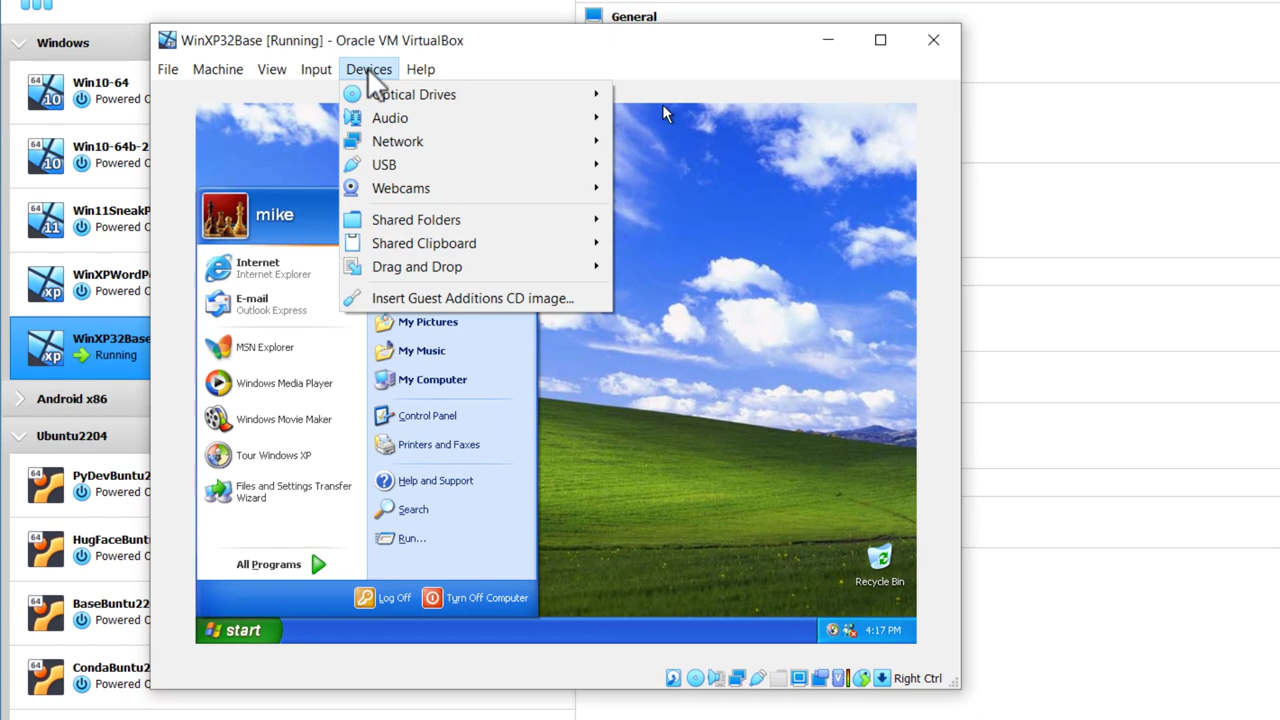 General
Windows
Win10-64
Powered O
Win10-64b-2
Powered O
Win11SneakP
Powered O
WinXPWordP
Powered O
WinXP32Base
Running
Android x86
Ubuntu2204
PyDevBuntu2
Powered O
HugFaceBunt
Powered O
BaseBuntu22
Powered O
CondaBuntu2
Powered O
WinXP32Base [Running] - Oracle VM VirtualBox
File Machine View Input Devices Help
Optical Drives
Audio
Network
USB
Webcams
Shared Folders
Shared Clipboard
Drag and Drop
Insert Guest Additions CD image...
mike
Internet
Internet Explorer
E-mail
Outlook Express
MSN Explorer
Windows Media Player
Windows Movie Maker
Tour Windows XP
Files and Settings Transfer
Wizard
All Programs
My Pictures
My Music
My Computer
Control Panel
Printers and Faxes
Help and Support
Search
Run...
Log Off Turn Off Computer
Recycle Bin
start
4:17 PM
Right Ctrl